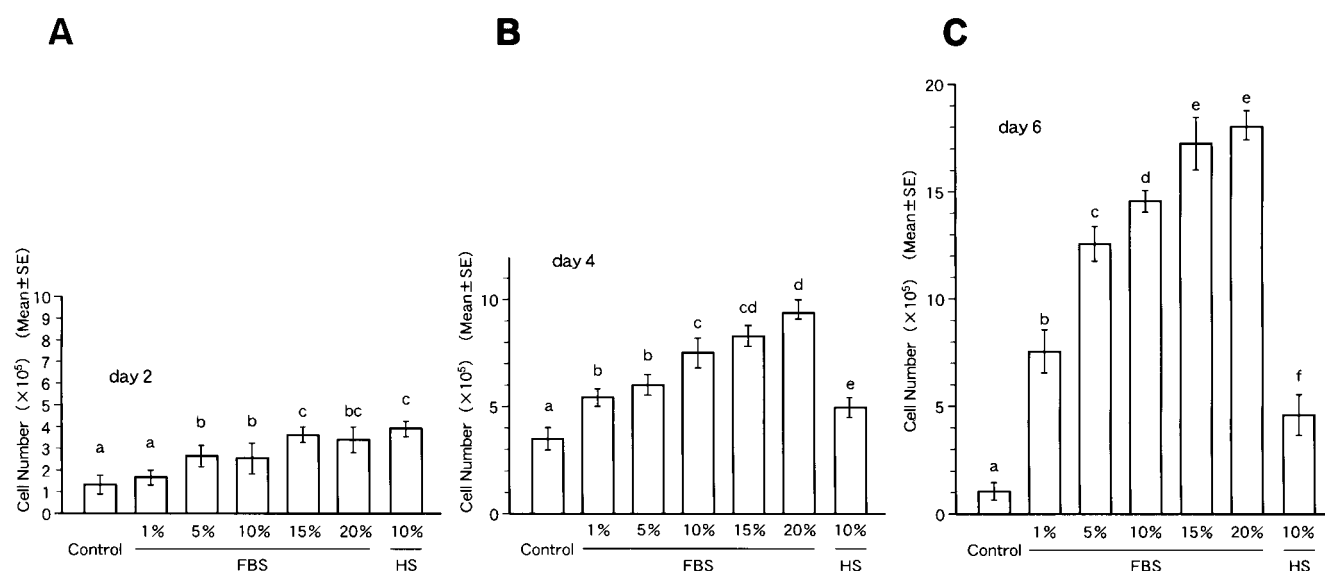 A
Cell Number (×10⁵) (Mean±SE)
10
9
8
7
6
5
4
3
2
1
0
day 2
a
a
b
b
c
bc
c
Control
1%
5%
10%
15%
20%
10%
FBS
HS
B
Cell Number (×10⁵) (Mean±SE)
10
5
0
day 4
a
b
b
c
cd
d
e
Control
1%
5%
10%
15%
20%
10%
FBS
HS
C
Cell Number (×10⁵) (Mean±SE)
20
15
10
5
0
day 6
a
b
c
d
e
e
f
Control
1%
5%
10%
15%
20%
10%
FBS
HS